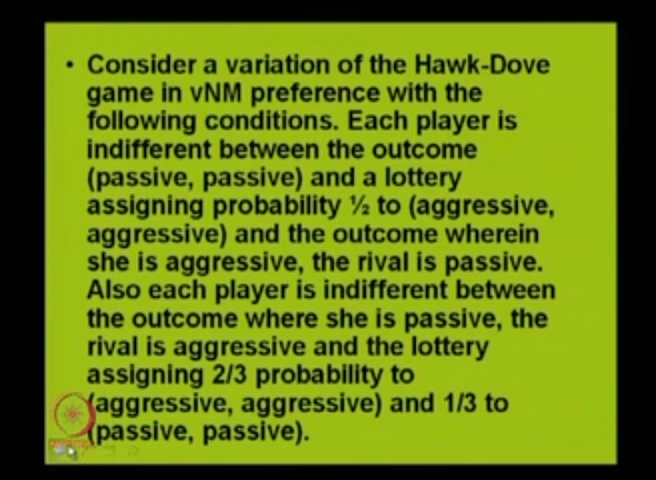 • Consider a variation of the Hawk-Dove
game in vNM preference with the
following conditions. Each player is
indifferent between the outcome
(passive, passive) and a lottery
assigning probability ½ to (aggressive,
aggressive) and the outcome wherein
she is aggressive, the rival is passive.
Also each player is indifferent between
the outcome where she is passive, the
rival is aggressive and the lottery
assigning 2/3 probability to
(aggressive, aggressive) and 1/3 to
(passive, passive).